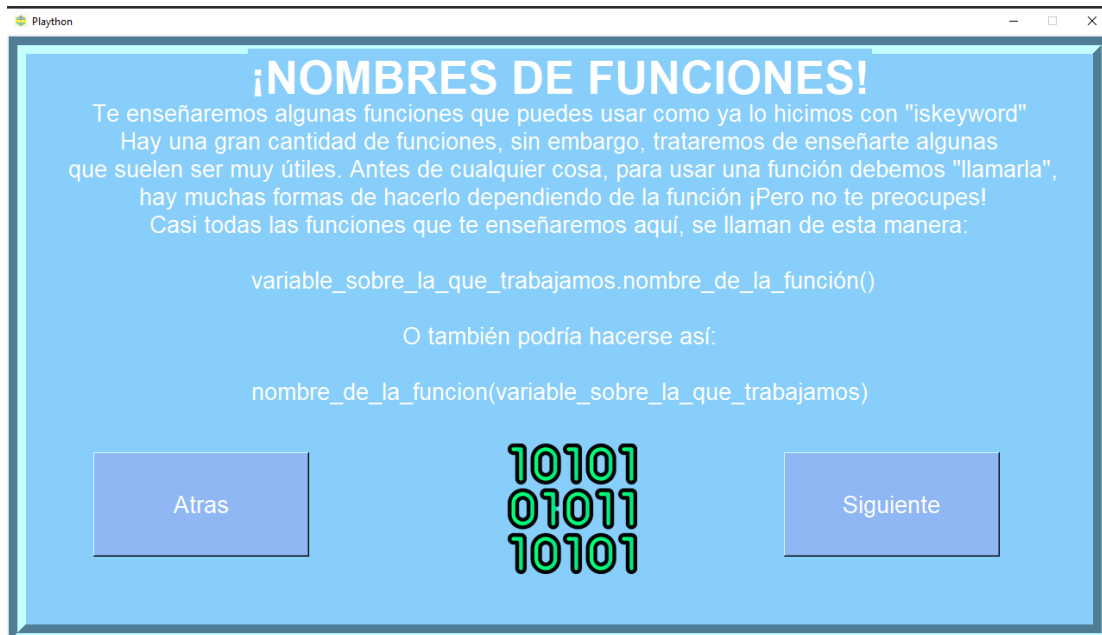 Plaython
¡NOMBRES DE FUNCIONES!
Te enseñaremos algunas funciones que puedes usar como ya lo hicimos con "iskeyword"
Hay una gran cantidad de funciones, sin embargo, trataremos de enseñarte algunas
que suelen ser muy útiles. Antes de cualquier cosa, para usar una función debemos "llamarla",
hay muchas formas de hacerlo dependiendo de la función ¡Pero no te preocupes!
Casi todas las funciones que te enseñaremos aquí, se llaman de esta manera:
variable_sobre_la_que_trabajamos.nombre_de_la_función()
O también podría hacerse así:
nombre_de_la_funcion(variable_sobre_la_que_trabajamos)
10101
01011
10101
Atras
Siguiente